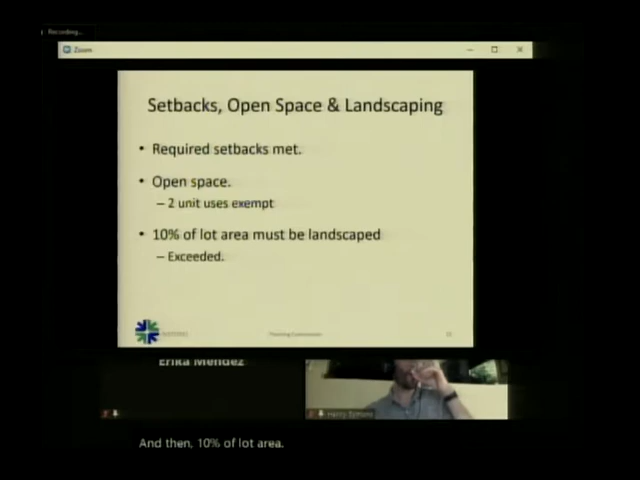 Recording...
Zoom
Setbacks, Open Space & Landscaping
• Required setbacks met.
• Open space.
– 2 unit uses exempt
• 10% of lot area must be landscaped
– Exceeded.
Planning Commission
Erika Mendez
And then, 10% of lot area.